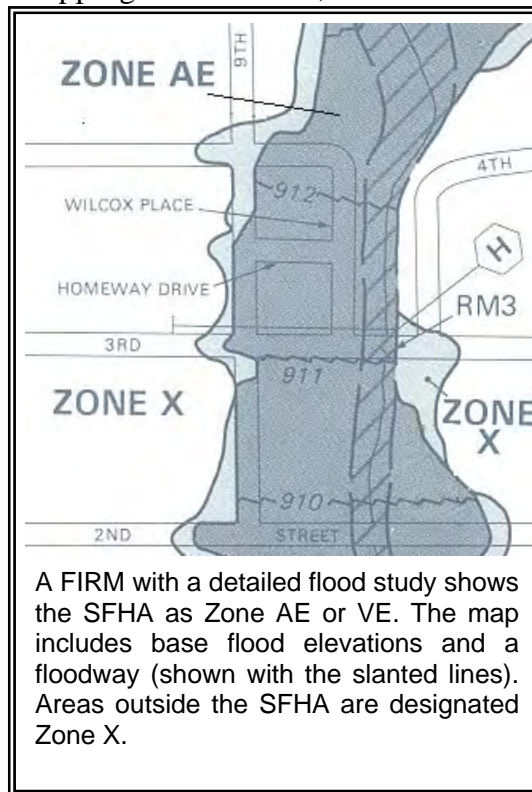 9TH
ZONE AE
4TH
912
WILCOX PLACE
H
HOMEWAY DRIVE
RM3
3RD
911
ZONE X
ZONE
X
910
2ND STREET
A FIRM with a detailed flood study shows
the SFHA as Zone AE or VE. The map
includes base flood elevations and a
floodway (shown with the slanted lines).
Areas outside the SFHA are designated
Zone X.